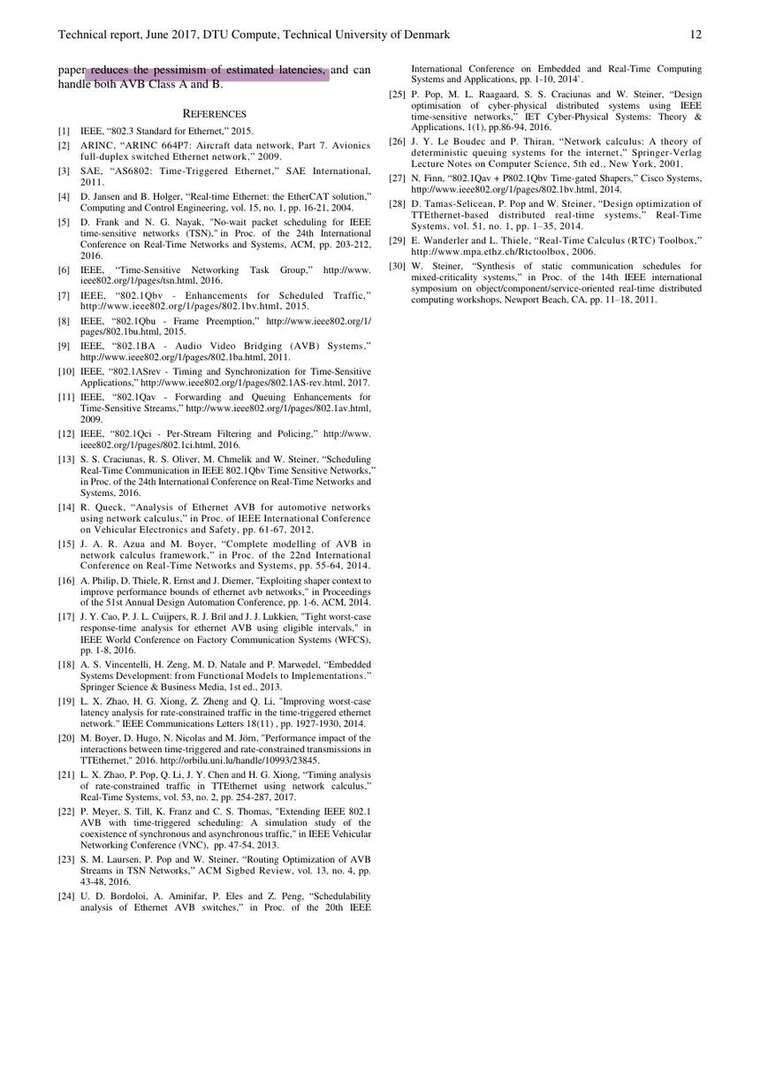 Technical report, June 2017, DTU Compute, Technical University of Denmark 12
paper reduces the pessimism of estimated latencies, and can
handle both AVB Class A and B.
REFERENCES
[1] IEEE, “802.3 Standard for Ethernet,” 2015.
[2] ARINC, “ARINC 664P7: Aircraft data network, Part 7. Avionics
full-duplex switched Ethernet network,” 2009.
[3] SAE, “AS6802: Time-Triggered Ethernet,” SAE International,
2011.
[4] D. Jansen and B. Holger, “Real-time Ethernet: the EtherCAT solution,”
Computing and Control Engineering, vol. 15, no. 1, pp. 16-21, 2004.
[5] D. Frank and N. G. Nayak, "No-wait packet scheduling for IEEE
time-sensitive networks (TSN)," in Proc. of the 24th International
Conference on Real-Time Networks and Systems, ACM, pp. 203-212,
2016.
[6] IEEE, “Time-Sensitive Networking Task Group,” http://www.
ieee802.org/1/pages/tsn.html, 2016.
[7] IEEE, “802.1Qbv - Enhancements for Scheduled Traffic,”
http://www.ieee802.org/1/pages/802.1bv.html, 2015.
[8] IEEE, “802.1Qbu - Frame Preemption,” http://www.ieee802.org/1/
pages/802.1bu.html, 2015.
[9] IEEE, “802.1BA - Audio Video Bridging (AVB) Systems,”
http://www.ieee802.org/1/pages/802.1ba.html, 2011.
[10] IEEE, “802.1ASrev - Timing and Synchronization for Time-Sensitive
Applications,” http://www.ieee802.org/1/pages/802.1AS-rev.html, 2017.
[11] IEEE, “802.1Qav - Forwarding and Queuing Enhancements for
Time-Sensitive Streams,” http://www.ieee802.org/1/pages/802.1av.html,
2009.
[12] IEEE, “802.1Qci - Per-Stream Filtering and Policing,” http://www.
ieee802.org/1/pages/802.1ci.html, 2016.
[13] S. S. Craciunas, R. S. Oliver, M. Chmelik and W. Steiner, “Scheduling
Real-Time Communication in IEEE 802.1Qbv Time Sensitive Networks,”
in Proc. of the 24th International Conference on Real-Time Networks and
Systems, 2016.
[14] R. Queck, “Analysis of Ethernet AVB for automotive networks
using network calculus,” in Proc. of IEEE International Conference
on Vehicular Electronics and Safety, pp. 61-67, 2012.
[15] J. A. R. Azua and M. Boyer, “Complete modelling of AVB in
network calculus framework,” in Proc. of the 22nd International
Conference on Real-Time Networks and Systems, pp. 55-64, 2014.
[16] A. Philip, D. Thiele, R. Ernst and J. Diemer, "Exploiting shaper context to
improve performance bounds of ethernet avb networks," in Proceedings
of the 51st Annual Design Automation Conference, pp. 1-6, ACM, 2014.
[17] J. Y. Cao, P. J. L. Cuijpers, R. J. Bril and J. J. Lukkien, "Tight worst-case
response-time analysis for ethernet AVB using eligible intervals," in
IEEE World Conference on Factory Communication Systems (WFCS),
pp. 1-8, 2016.
[18] A. S. Vincentelli, H. Zeng, M. D. Natale and P. Marwedel, “Embedded
Systems Development: from Functional Models to Implementations.”
Springer Science & Business Media, 1st ed., 2013.
[19] L. X. Zhao, H. G. Xiong, Z. Zheng and Q. Li, "Improving worst-case
latency analysis for rate-constrained traffic in the time-triggered ethernet
network." IEEE Communications Letters 18(11) , pp. 1927-1930, 2014.
[20] M. Boyer, D. Hugo, N. Nicolas and M. Jörn, "Performance impact of the
interactions between time-triggered and rate-constrained transmissions in
TTEthernet," 2016. http://orbilu.uni.lu/handle/10993/23845.
[21] L. X. Zhao, P. Pop, Q. Li, J. Y. Chen and H. G. Xiong, “Timing analysis
of rate-constrained traffic in TTEthernet using network calculus,”
Real-Time Systems, vol. 53, no. 2, pp. 254-287, 2017.
[22] P. Meyer, S. Till, K. Franz and C. S. Thomas, "Extending IEEE 802.1
AVB with time-triggered scheduling: A simulation study of the
coexistence of synchronous and asynchronous traffic," in IEEE Vehicular
Networking Conference (VNC), pp. 47-54, 2013.
[23] S. M. Laursen, P. Pop and W. Steiner, “Routing Optimization of AVB
Streams in TSN Networks,” ACM Sigbed Review, vol. 13, no. 4, pp.
43-48, 2016.
[24] U. D. Bordoloi, A. Aminifar, P. Eles and Z. Peng, “Schedulability
analysis of Ethernet AVB switches,” in Proc. of the 20th IEEE
International Conference on Embedded and Real-Time Computing
Systems and Applications, pp. 1-10, 2014`.
[25] P. Pop, M. L. Raagaard, S. S. Craciunas and W. Steiner, “Design
optimisation of cyber-physical distributed systems using IEEE
time-sensitive networks,” IET Cyber-Physical Systems: Theory &
Applications, 1(1), pp.86-94, 2016.
[26] J. Y. Le Boudec and P. Thiran, “Network calculus: A theory of
deterministic queuing systems for the internet,” Springer-Verlag
Lecture Notes on Computer Science, 5th ed., New York, 2001.
[27] N. Finn, “802.1Qav + P802.1Qbv Time-gated Shapers,” Cisco Systems,
http://www.ieee802.org/1/pages/802.1bv.html, 2014.
[28] D. Tamas-Selicean, P. Pop and W. Steiner, “Design optimization of
TTEthernet-based distributed real-time systems,” Real-Time
Systems, vol. 51, no. 1, pp. 1–35, 2014.
[29] E. Wanderler and L. Thiele, “Real-Time Calculus (RTC) Toolbox,”
http://www.mpa.ethz.ch/Rtctoolbox, 2006.
[30] W. Steiner, “Synthesis of static communication schedules for
mixed-criticality systems,” in Proc. of the 14th IEEE international
symposium on object/component/service-oriented real-time distributed
computing workshops, Newport Beach, CA, pp. 11–18, 2011.